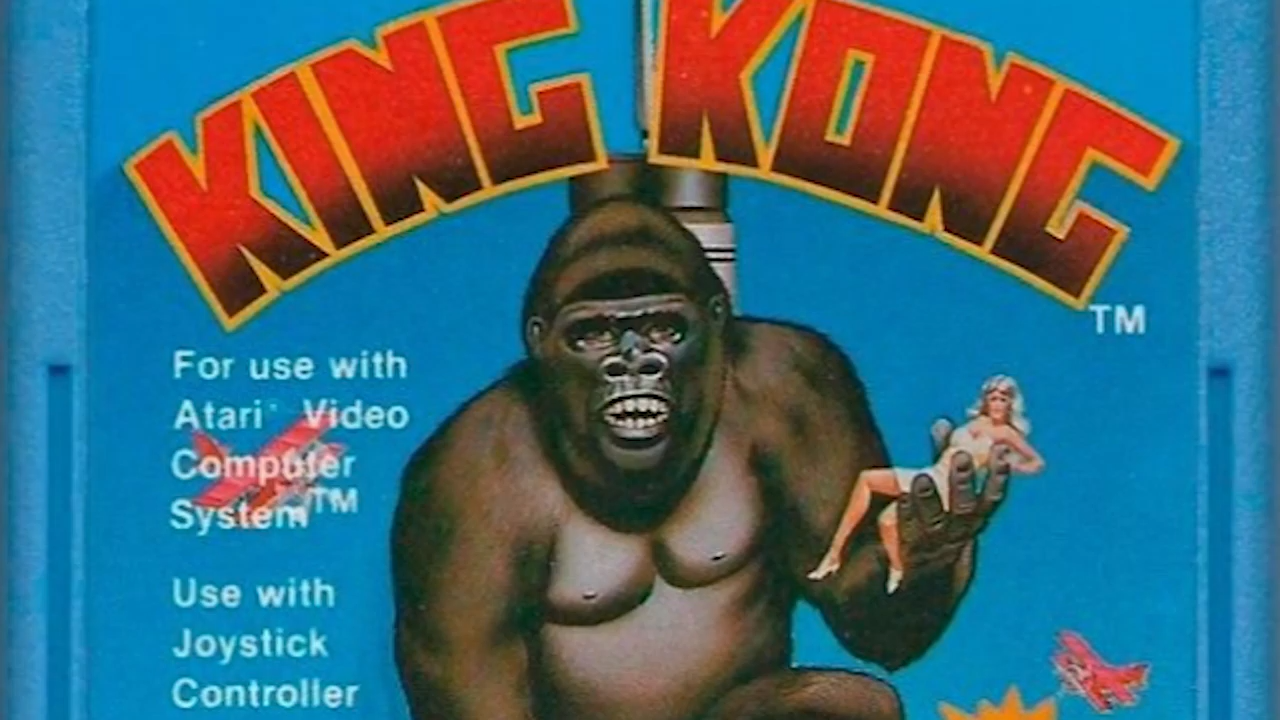 KING KONG
TM
For use with
Atari Video
Computer
System TM
Use with
Joystick
Controller